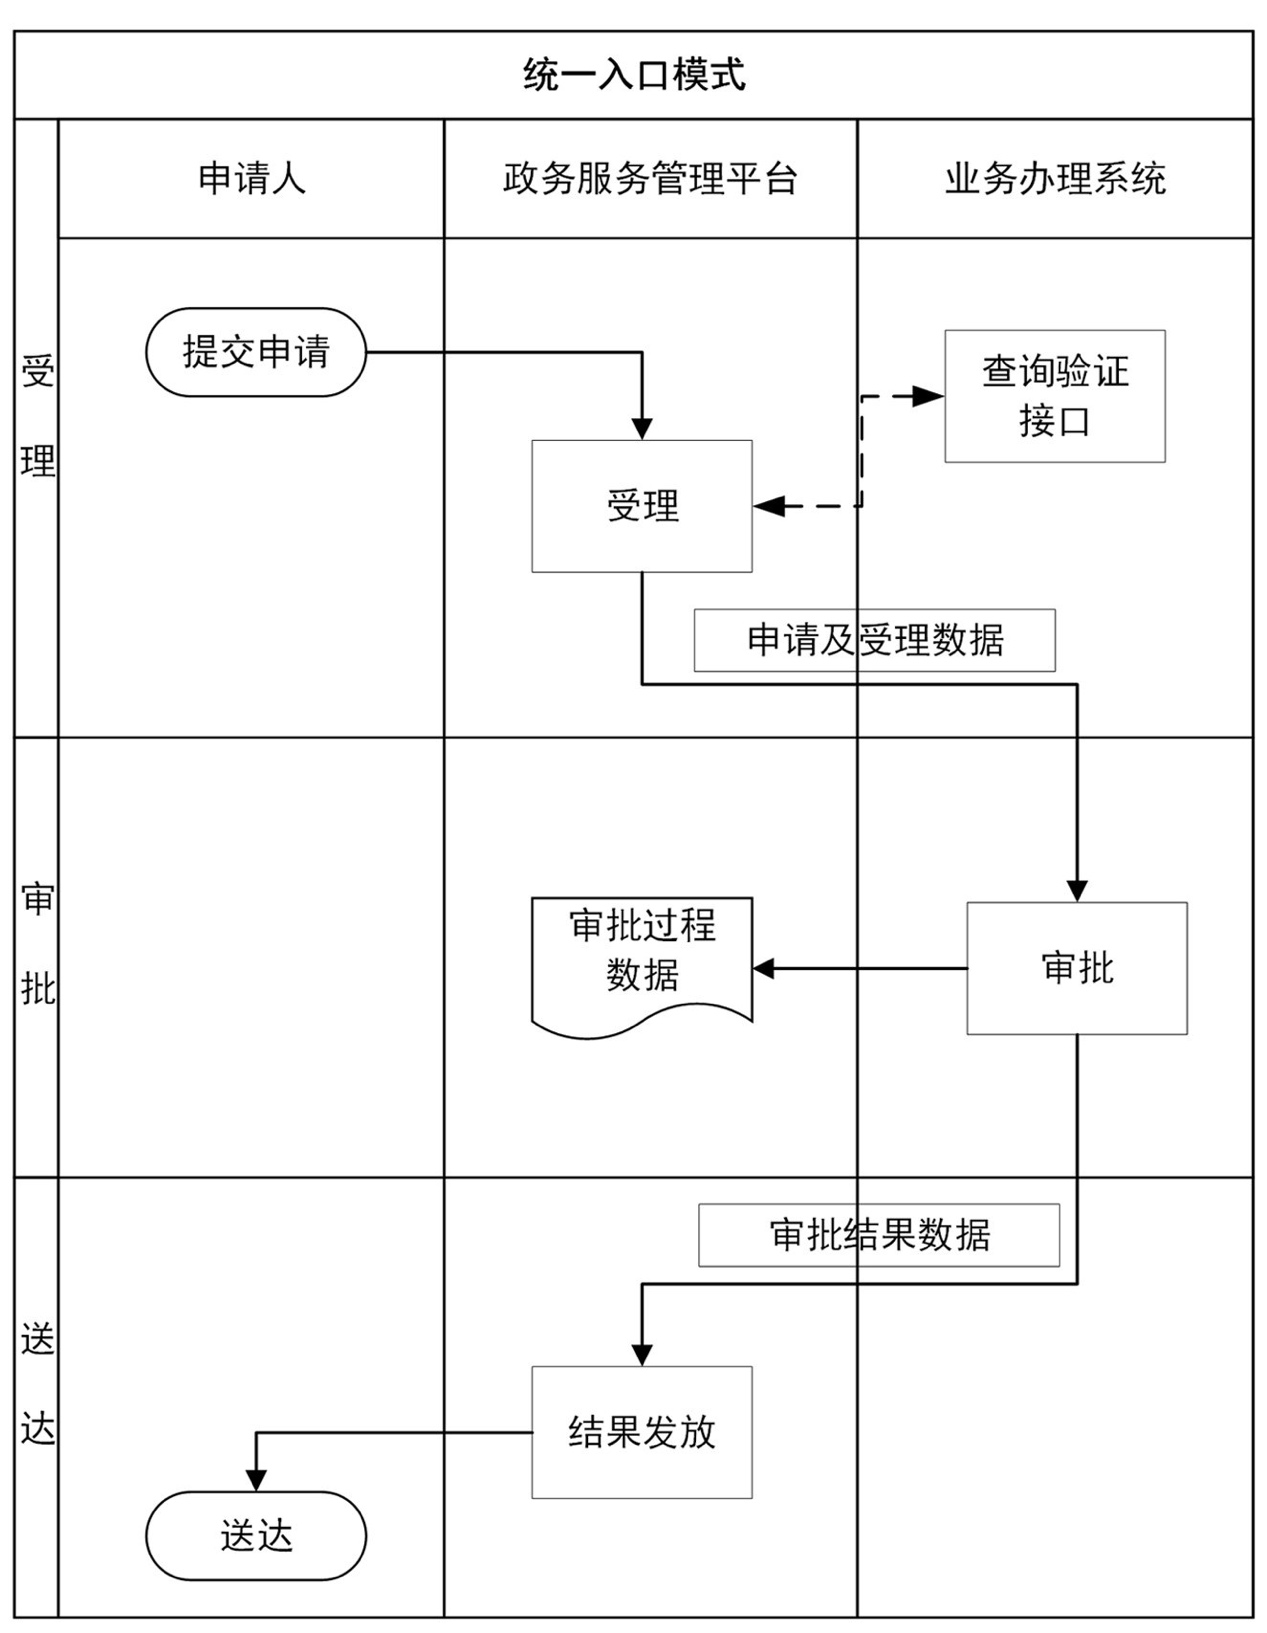 统一入口模式
申请人
政务服务管理平台
业务办理系统
受
理
提交申请
查询验证
接口
受理
申请及受理数据
审
批
审批过程
数据
审批
审批结果数据
送
达
结果发放
送达